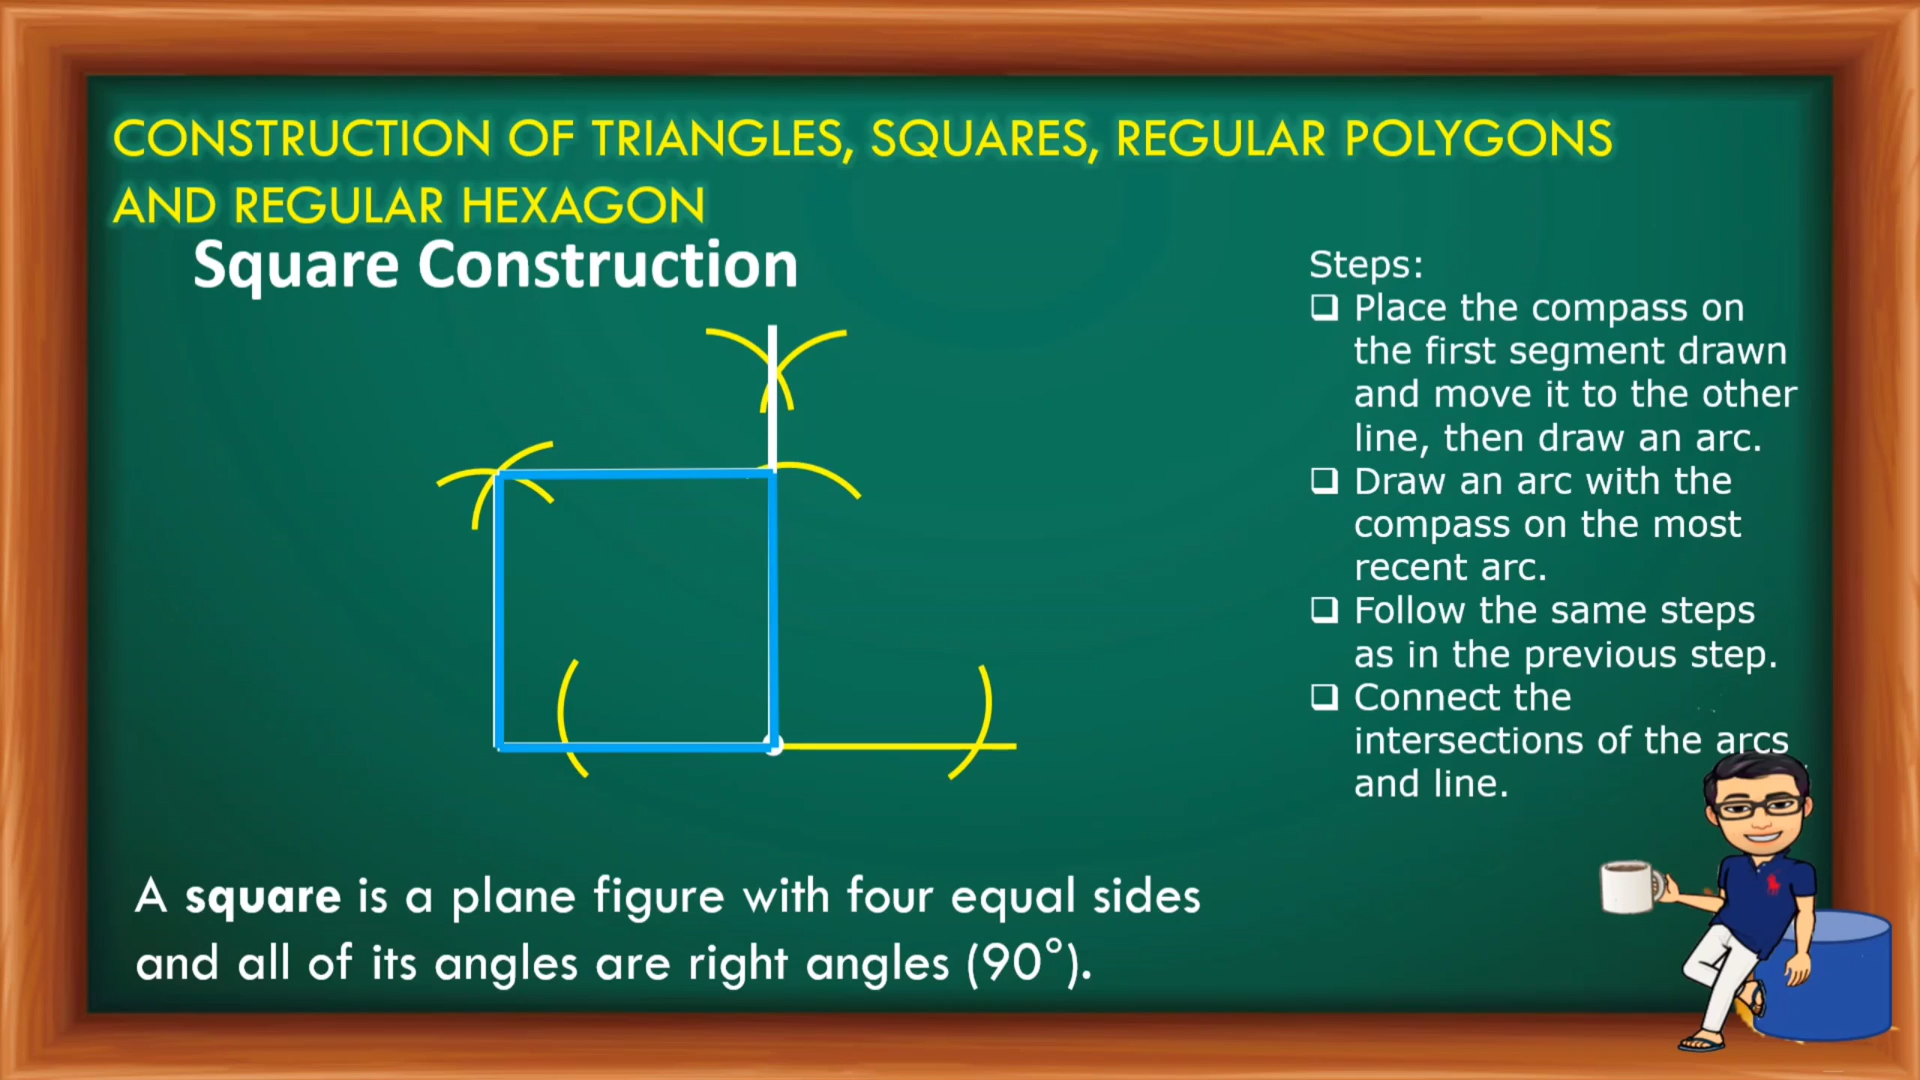 CONSTRUCTION OF TRIANGLES, SQUARES, REGULAR POLYGONS
AND REGULAR HEXAGON
Square Construction
Steps:
❑ Place the compass on
the first segment drawn
and move it to the other
line, then draw an arc.
❑ Draw an arc with the
compass on the most
recent arc.
❑ Follow the same steps
as in the previous step.
❑ Connect the
intersections of the arcs
and line.
A square is a plane figure with four equal sides
and all of its angles are right angles (90°).